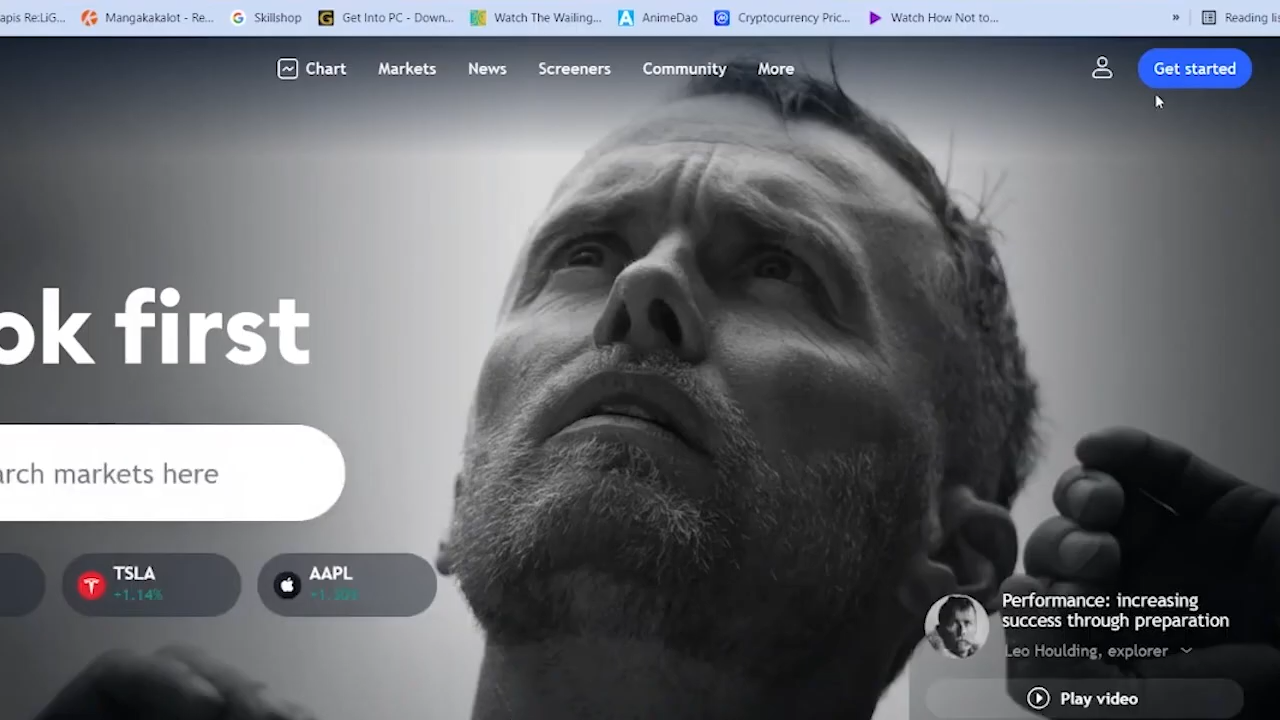 apis Re:LiG...
Mangakakalot - Re...
Skillshop
Get Into PC - Down...
Watch The Wailing...
AnimeDao
Cryptocurrency Pric...
Watch How Not to...
»
Reading lis
Chart
Markets
News
Screeners
Community
More
Get started
ok first
arch markets here
TSLA
+1.14%
AAPL
Performance: increasing
success through preparation
Leo Houlding, explorer
Play video